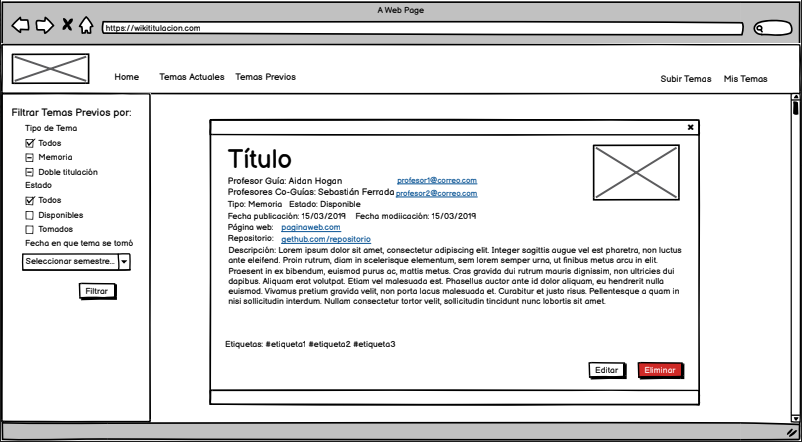 A Web Page
https://wikititulacion.com
Home
Temas Actuales
Temas Previos
Subir Temas
Mis Temas
Filtrar Temas Previos por:
Tipo de Tema
Todos
Memoria
Doble titulación
Estado
Todos
Disponibles
Tomados
Fecha en que tema se tomó
Seleccionar semestre..
Filtrar
Título
Profesor Guía: Aidan Hogan profesor1@correo.com
Profesores Co-Guías: Sebastián Ferrada profesor2@correo.com
Tipo: Memoria Estado: Disponible
Fecha publicación: 15/03/2019 Fecha modiicación: 15/03/2019
Página web: paginaweb.com
Repositorio: gethub.com/repositorio
Descripción: Lorem ipsum dolor sit amet, consectetur adipiscing elit. Integer sagittis augue vel est pharetra, non luctus
ante eleifend. Proin rutrum, diam in scelerisque elementum, sem lorem semper urna, ut finibus metus arcu in elit.
Praesent in ex bibendum, euismod purus ac, mattis metus. Cras gravida dui rutrum mauris dignissim, non ultricies dui
dapibus. Aliquam erat volutpat. Etiam vel malesuada est. Phasellus auctor ante id dolor aliquam, eu hendrerit nulla
euismod. Vivamus pretium gravida velit, non porta lacus malesuada et. Curabitur et justo risus. Pellentesque a quam in
nisi sollicitudin interdum. Nullam consectetur tortor velit, sollicitudin tincidunt nunc lobortis sit amet.
Etiquetas: #etiqueta1 #etiqueta2 #etiqueta3
Editar
Eliminar